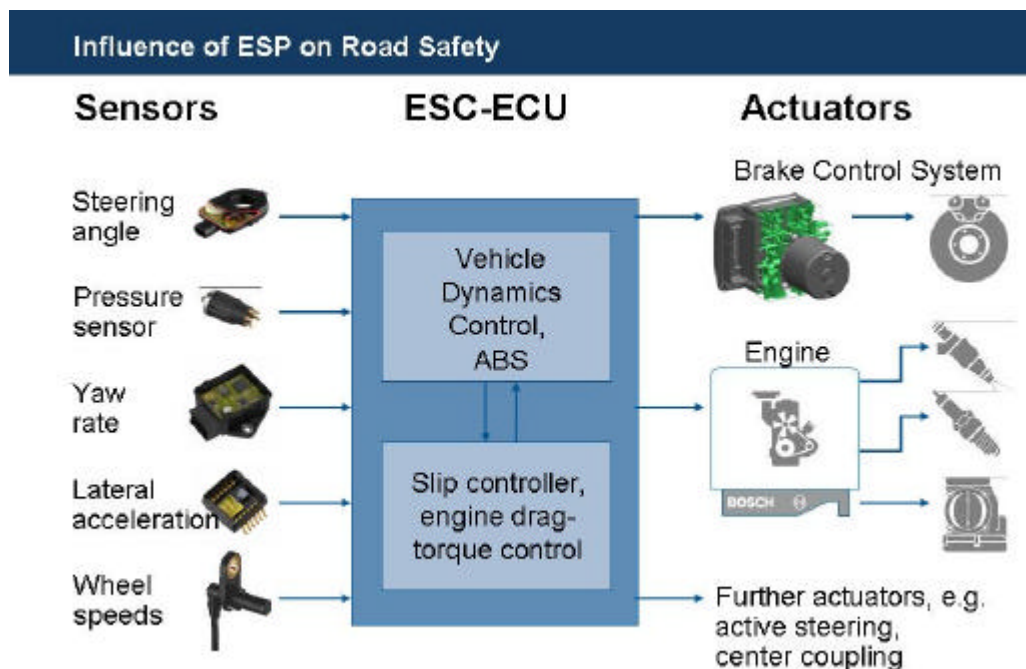 Influence of ESP on Road Safety
Sensors
ESC-ECU
Actuators
Steering
angle
Pressure
sensor
Yaw
rate
Lateral
acceleration
Wheel
speeds
Vehicle
Dynamics
Control,
ABS
Slip controller,
engine drag-
torque control
Brake Control System
Engine
BOSCH
Further actuators, e.g.
active steering,
center coupling